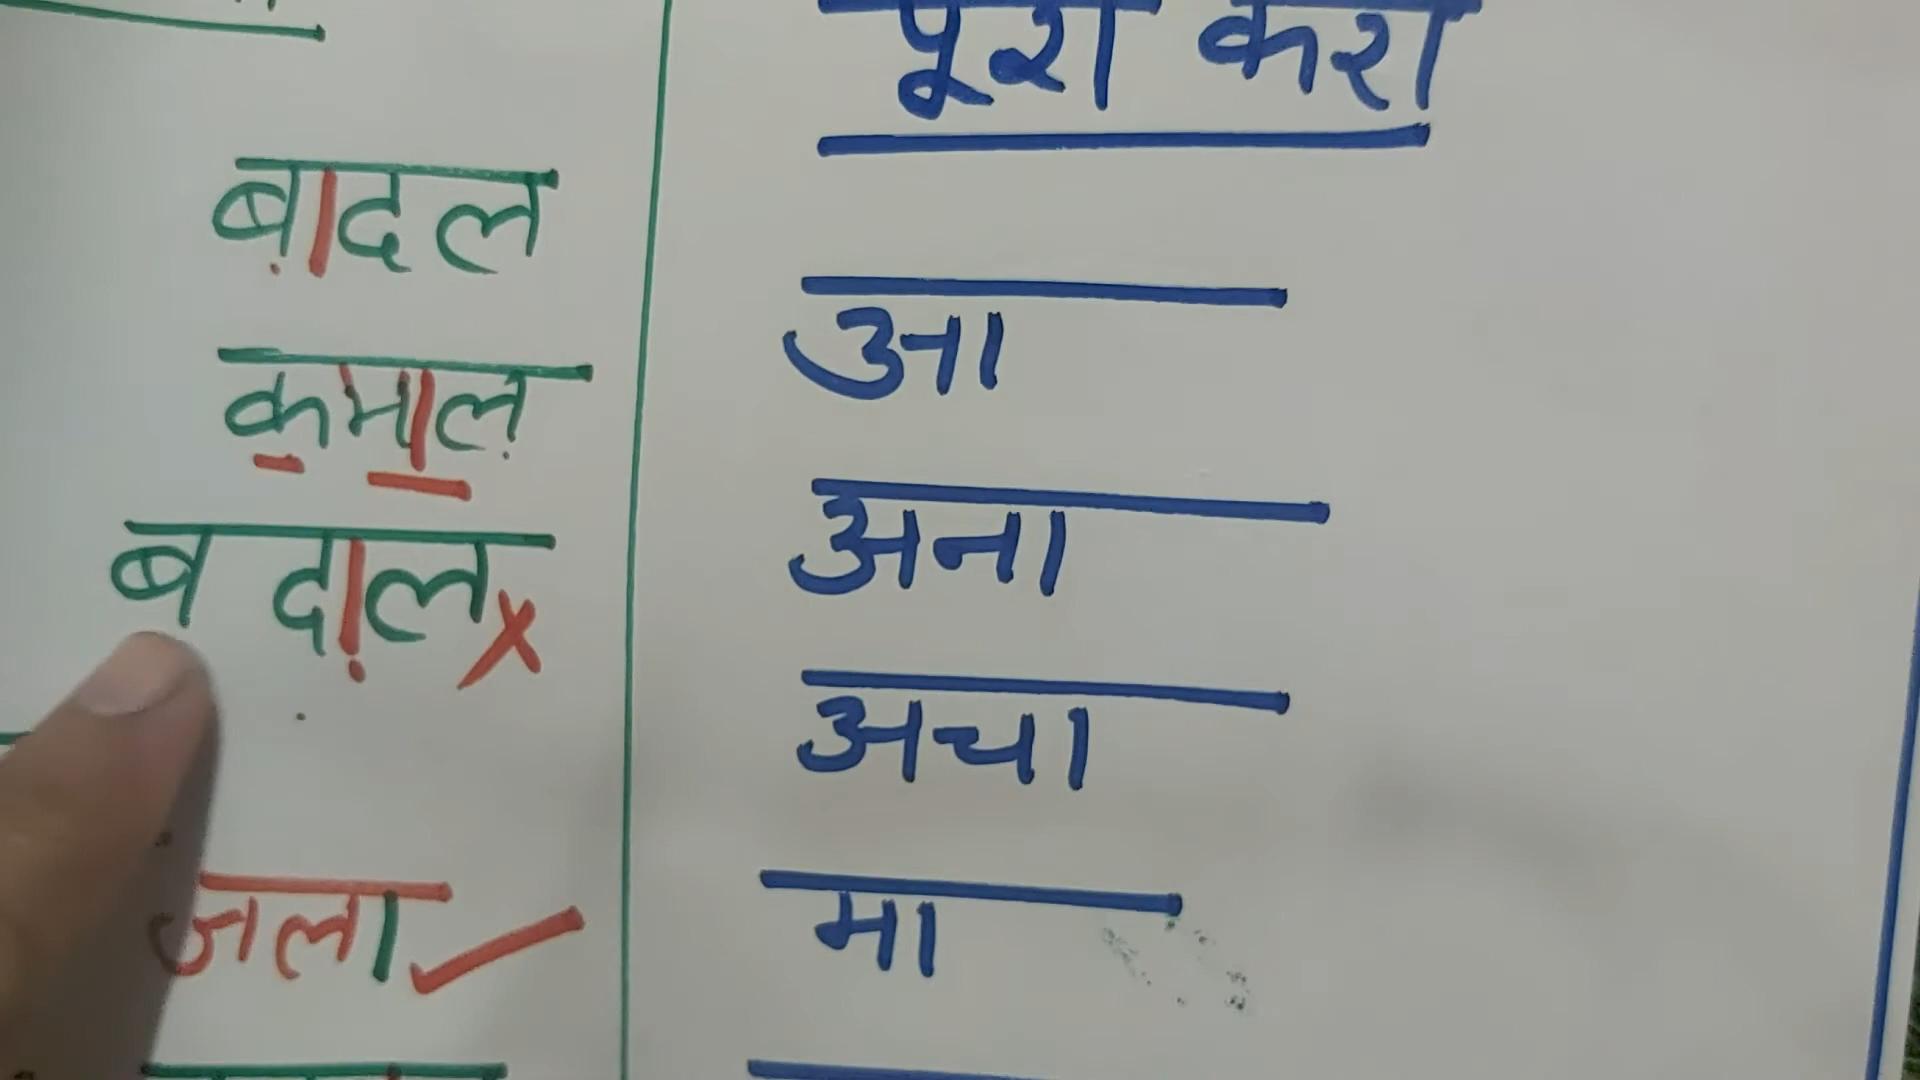 बादल
कमाल
ब दाल x
जला ✓
पूरा करा
आ
अना
अचा
मा